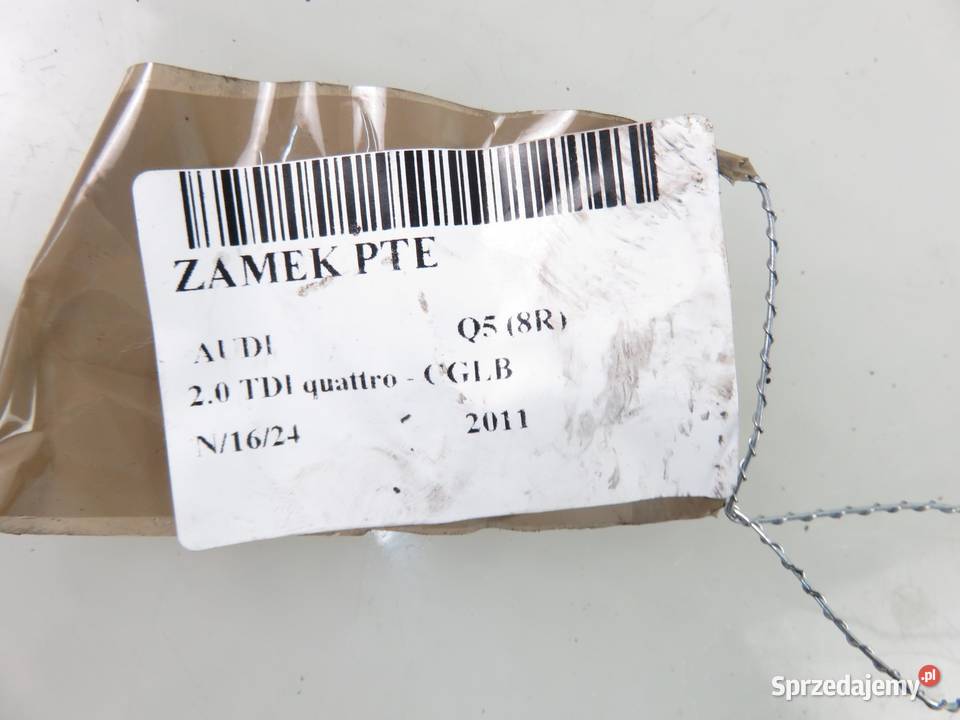 ZAMEK PTE
AUDI Q5 (8R)
2.0 TDI quattro - CGLB
N/16/24 - 2011
Sprzedajemy.pl